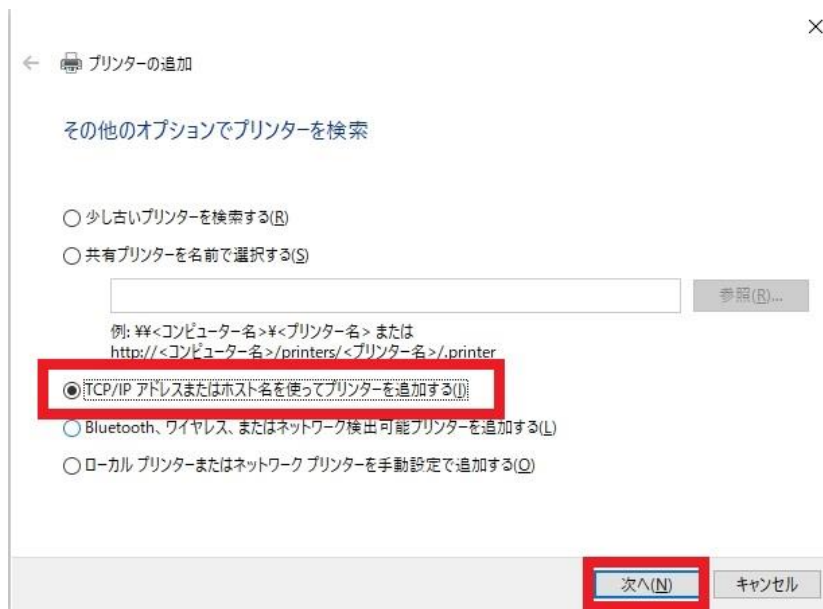 プリンターの追加
その他のオプションでプリンターを検索
少し古いプリンターを検索する(R)
共有プリンターを名前で選択する(S)
参照(R)...
例: ¥¥<コンピューター名>¥<プリンター名> または
http://<コンピューター名>/printers/<プリンター名>/.printer
TCP/IP アドレスまたはホスト名を使ってプリンターを追加する(I)
Bluetooth、ワイヤレス、またはネットワーク検出可能プリンターを追加する(L)
ローカル プリンターまたはネットワーク プリンターを手動設定で追加する(O)
次へ(N)
キャンセル